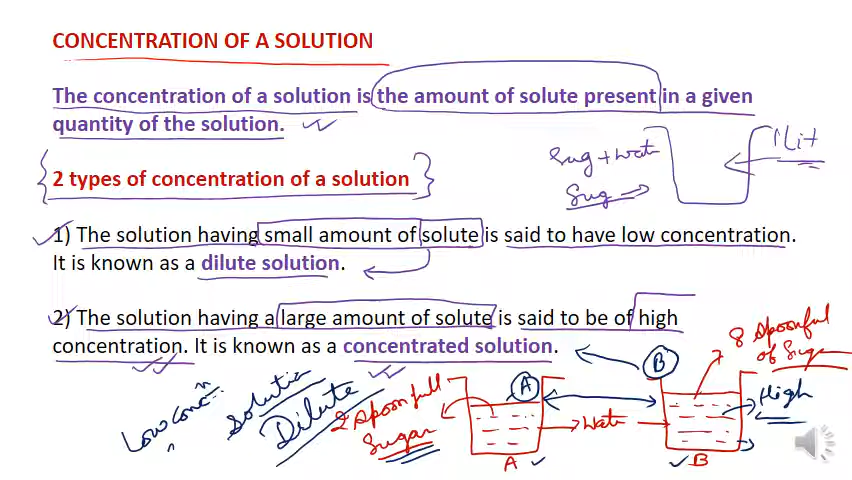 CONCENTRATION OF A SOLUTION
The concentration of a solution is the amount of solute present in a given
quantity of the solution.
1 Lit
Sug + Wat
Sug
2 types of concentration of a solution
1) The solution having small amount of solute is said to have low concentration.
It is known as a dilute solution.
2) The solution having a large amount of solute is said to be of high
concentration. It is known as a concentrated solution.
8 Spoonful
of Suga
B
A
High
Low Concn
Solution
Dilute
2 Spoonfull
Sugar
Wat
A
B